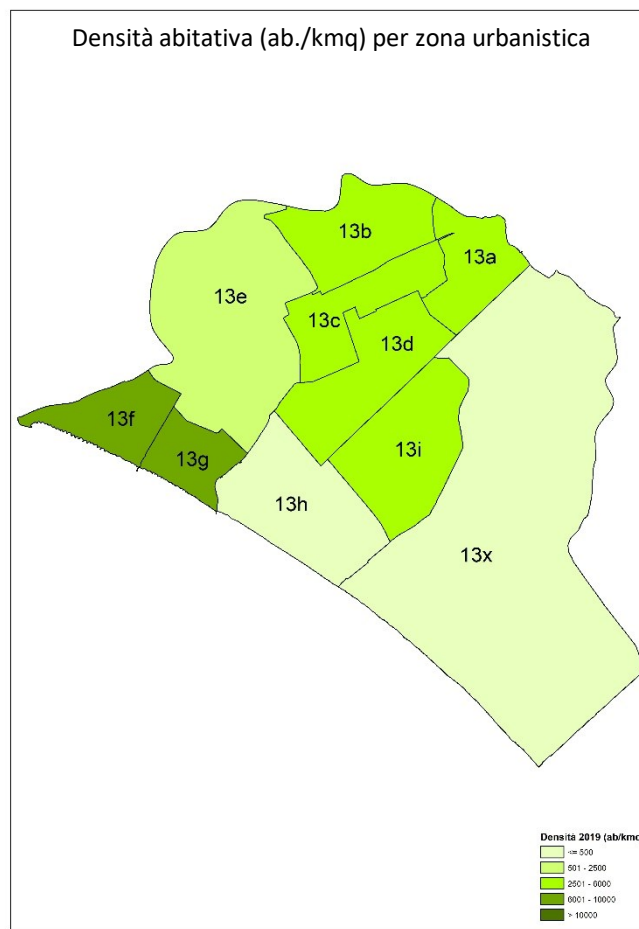 Densità abitativa (ab./kmq) per zona urbanistica
13b
13a
13e
13c
13d
13f
13g
13i
13h
13x
Densità 2019 (ab/kmq
<= 500
501 - 2500
2501 - 6000
6001 - 10000
> 10000